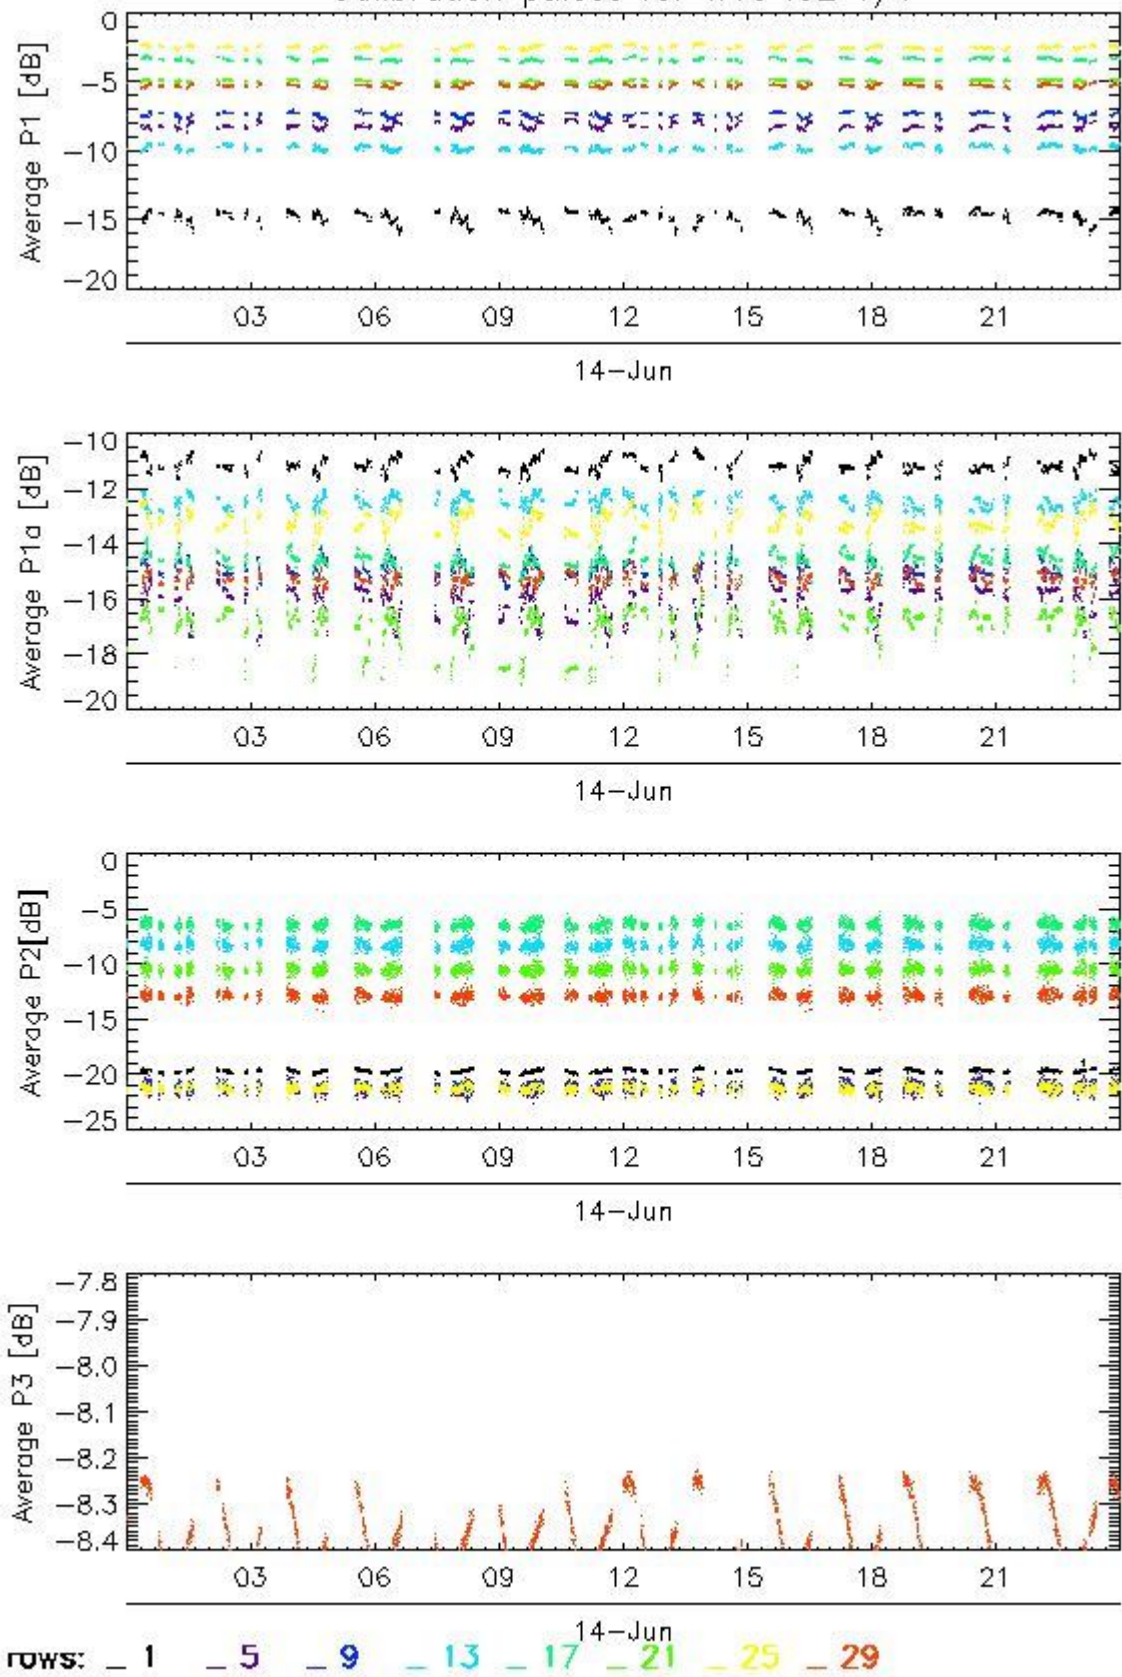 Average P1 [dB]
0
−5
−10
−15
−20
03 06 09 12 15 18 21
14−Jun
Average P1a [dB]
−10
−12
−14
−16
−18
−20
03 06 09 12 15 18 21
14−Jun
Average P2[dB]
0
−5
−10
−15
−20
−25
03 06 09 12 15 18 21
14−Jun
Average P3 [dB]
−7.8
−7.9
−8.0
−8.1
−8.2
−8.3
−8.4
03 06 09 12 15 18 21
14−Jun
rows: _ 1 _ 5 _ 9 _ 13 _ 17 _ 21 _ 25 _ 29